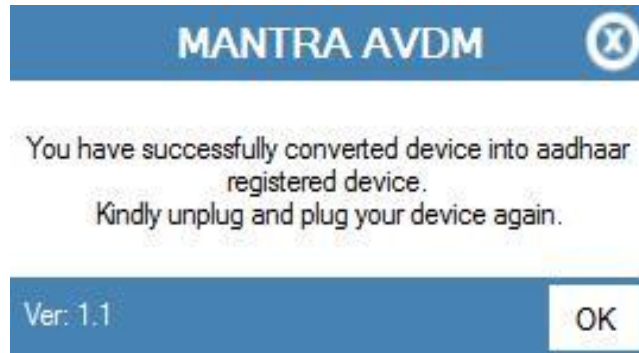 MANTRA AVDM
X
You have successfully converted device into aadhaar
registered device.
Kindly unplug and plug your device again.
Ver: 1.1
OK